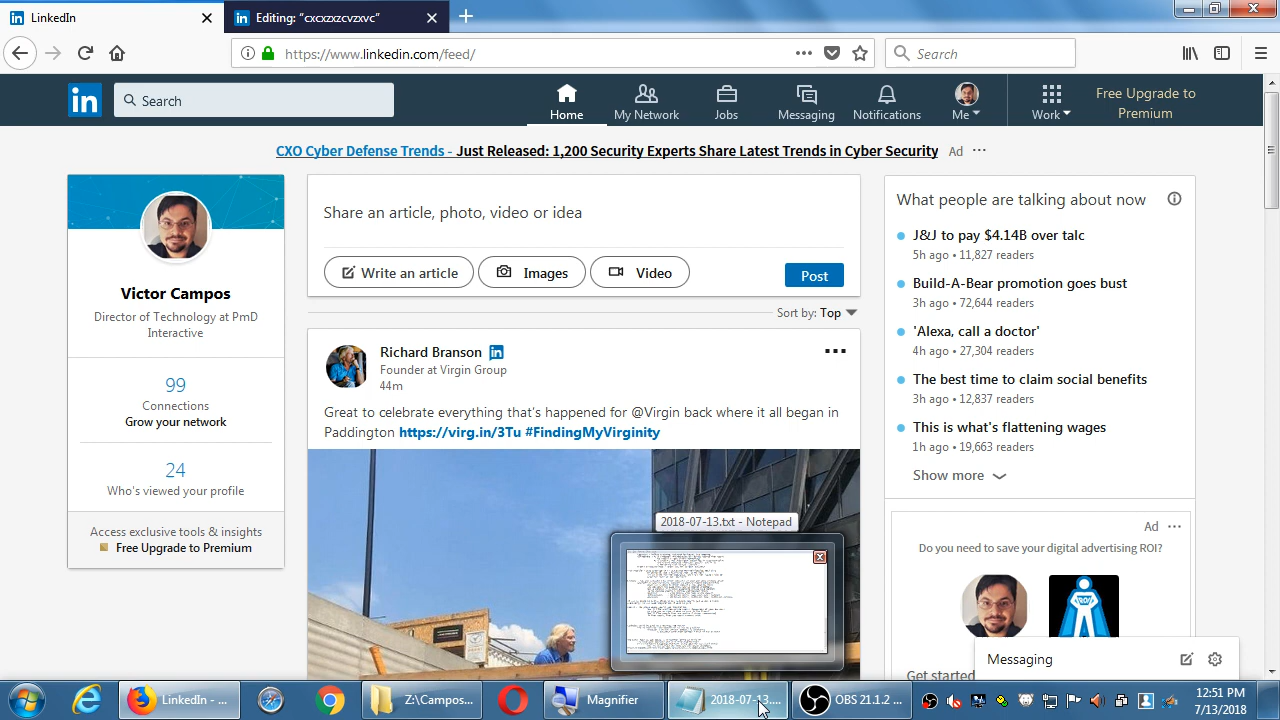 LinkedIn
Editing: "cxcxzxzcvzxvc"
https://www.linkedin.com/feed/
Search
in
Search
Home
My Network
Jobs
Messaging
Notifications
Me
Work
Free Upgrade to
Premium
CXO Cyber Defense Trends - Just Released: 1,200 Security Experts Share Latest Trends in Cyber Security Ad
Victor Campos
Director of Technology at PmD
Interactive
99
Connections
Grow your network
24
Who's viewed your profile
Access exclusive tools & insights
Free Upgrade to Premium
Share an article, photo, video or idea
Write an article
Images
Video
Post
Sort by: Top
Richard Branson in
Founder at Virgin Group
44m
Great to celebrate everything that's happened for @Virgin back where it all began in
Paddington https://virg.in/3Tu #FindingMyVirginity
What people are talking about now
J&J to pay $4.14B over talc
5h ago • 11,827 readers
Build-A-Bear promotion goes bust
3h ago • 72,644 readers
'Alexa, call a doctor'
4h ago • 27,304 readers
The best time to claim social benefits
3h ago • 12,837 readers
This is what's flattening wages
1h ago • 19,663 readers
Show more
Ad
Do you need to save your digital advertising ROI?
Get started
Messaging
2018-07-13.txt - Notepad
LinkedIn - ...
Z:\Campos...
Magnifier
2018-07-13....
OBS 21.1.2 ...
12:51 PM
7/13/2018